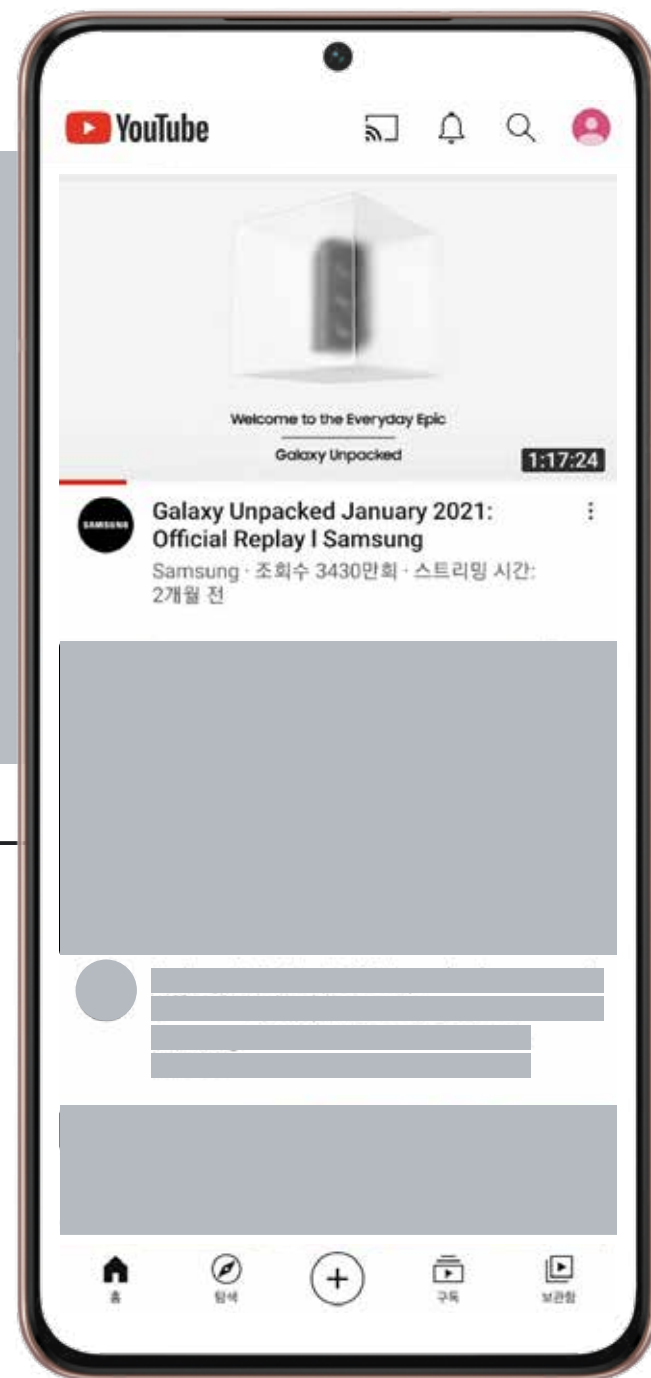 YouTube
Welcome to the Everyday Epic
Galaxy Unpacked
1:17:24
SAMSUNG
Galaxy Unpacked January 2021:
Official Replay l Samsung
Samsung · 조회수 3430만회 · 스트리밍 시간:
2개월 전
홈
탐색
구독
보관함